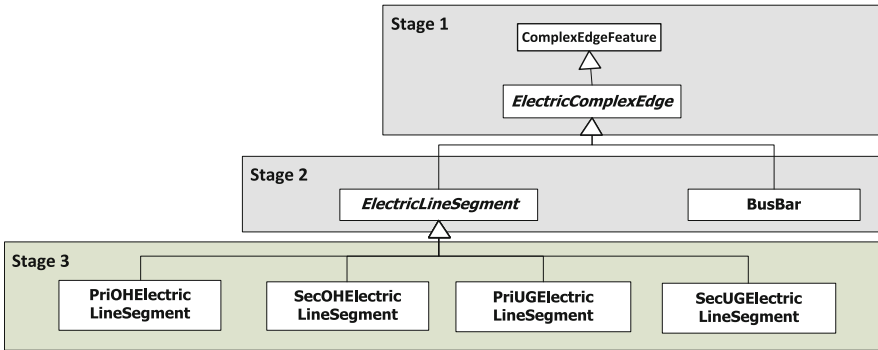 Stage 1
ComplexEdgeFeature
ElectricComplexEdge
Stage 2
ElectricLineSegment
BusBar
Stage 3
PriOHElectric
LineSegment
SecOHElectric
LineSegment
PriUGElectric
LineSegment
SecUGElectric
LineSegment